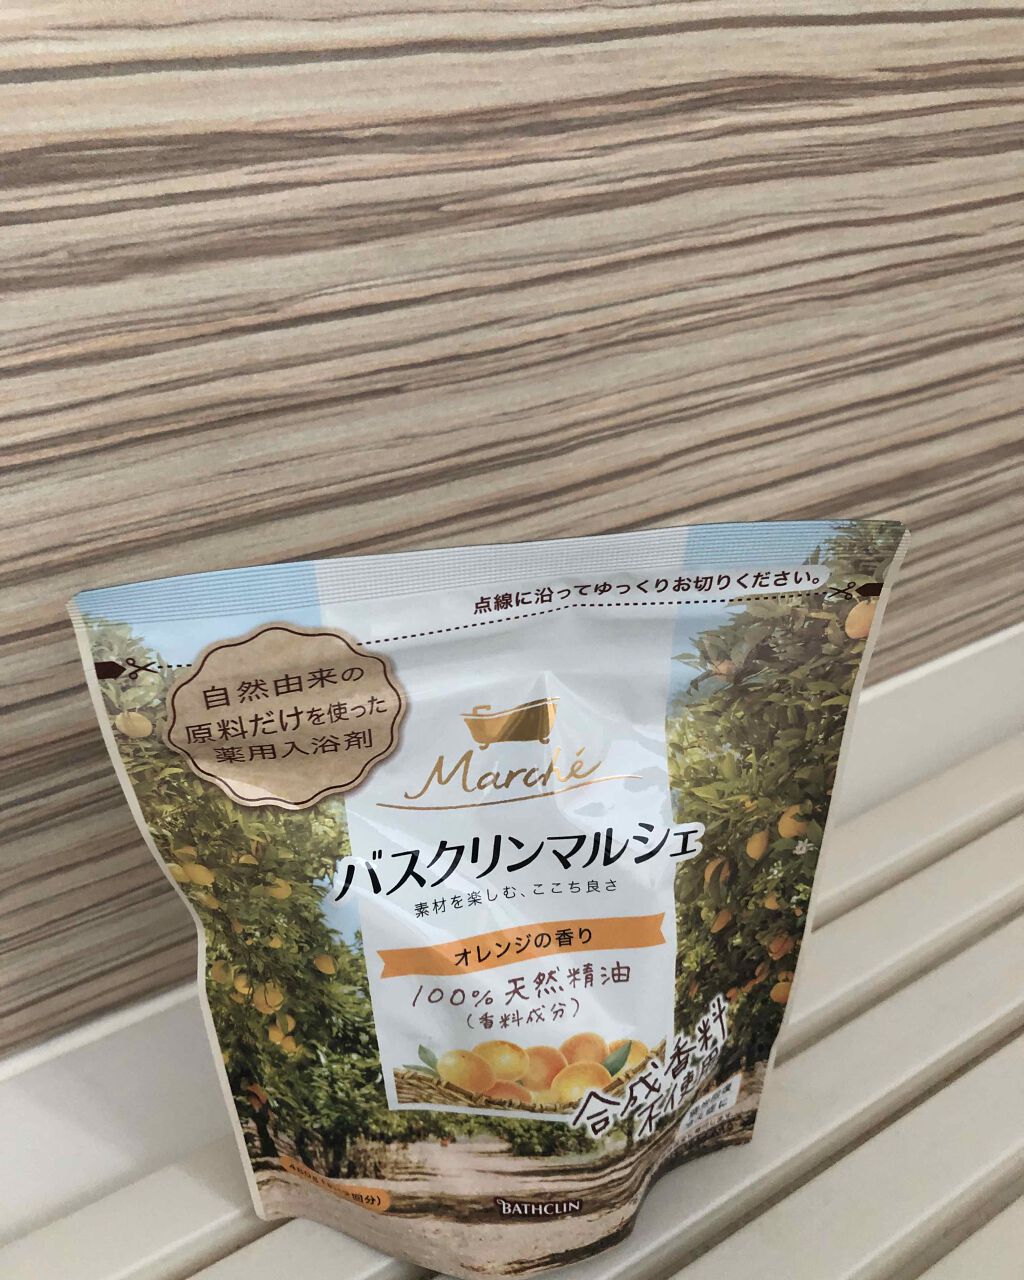 点線に沿ってゆっくりお切りください。
自然由来の
原料だけを使った
薬用入浴剤
Marché
バスクリンマルシェ
素材を楽しむ、ここち良さ
オレンジの香り
100%天然精油
(香料成分)
合成香料
不使用
BATHCLIN